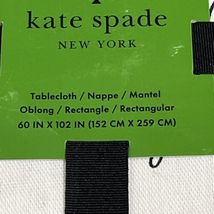 kate spade
NEW YORK
Tablecloth / Nappe / Mantel
Oblong / Rectangle / Rectangular
60 IN X 102 IN (152 CM X 259 CM)